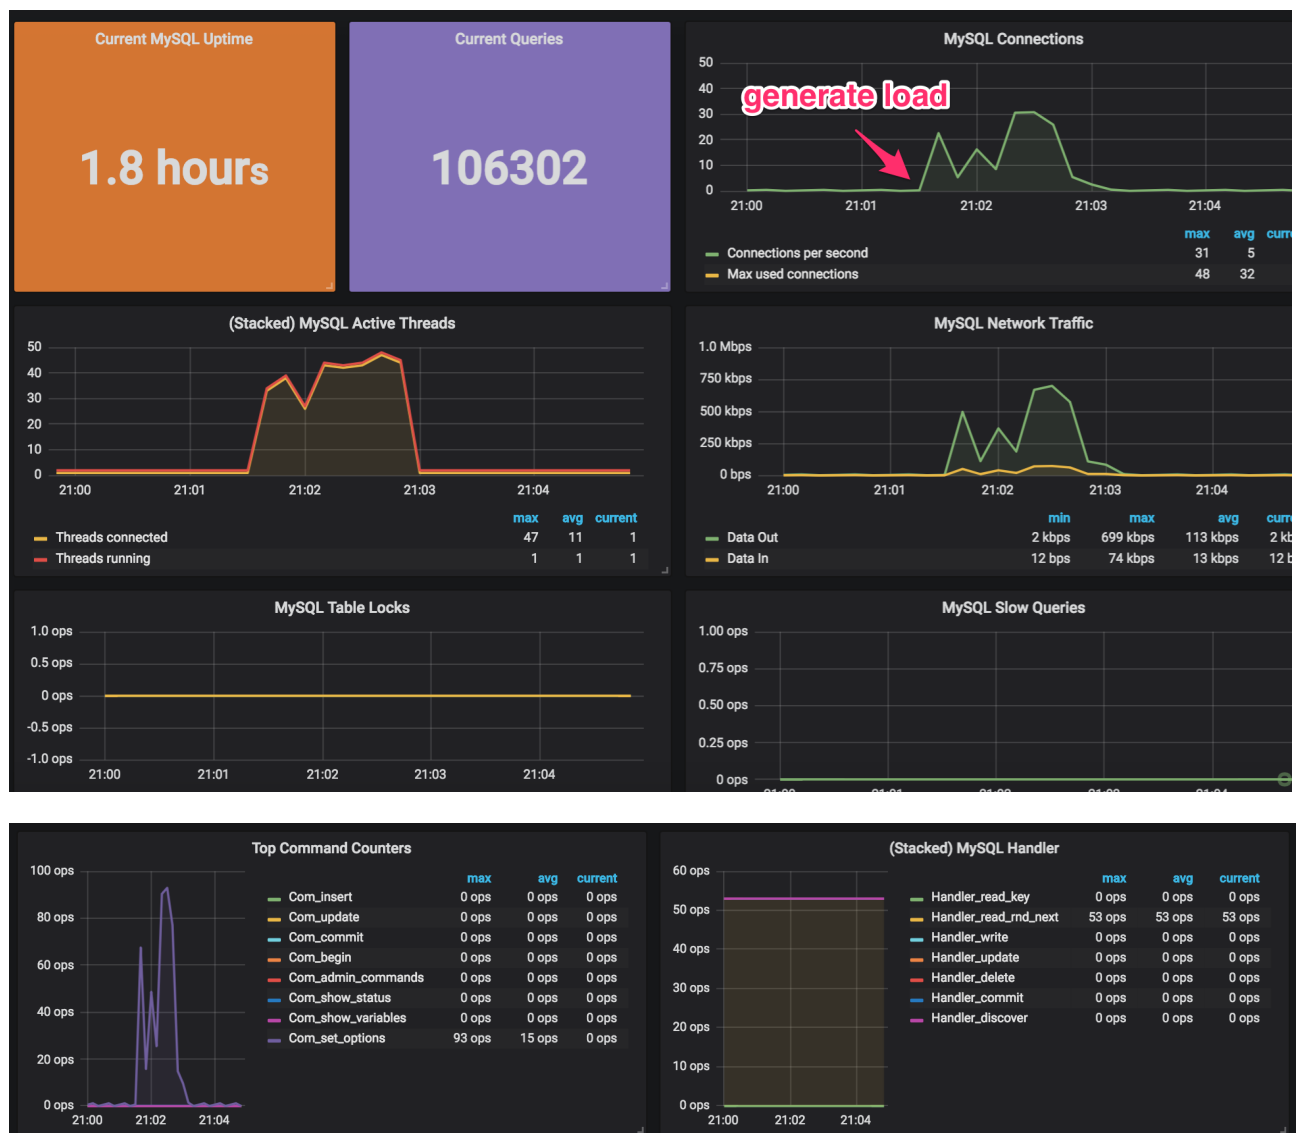 Current MySQL Uptime
1.8 hours
Current Queries
106302
MySQL Connections
generate load
50
40
30
20
10
0
21:00 21:01 21:02 21:03 21:04
max avg curre
Connections per second 31 5
Max used connections 48 32
(Stacked) MySQL Active Threads
50
40
30
20
10
0
21:00 21:01 21:02 21:03 21:04
max avg current
Threads connected 47 11 1
Threads running 1 1 1
MySQL Network Traffic
1.0 Mbps
750 kbps
500 kbps
250 kbps
0 bps
21:00 21:01 21:02 21:03 21:04
min max avg curre
Data Out 2 kbps 699 kbps 113 kbps 2 kb
Data In 12 bps 74 kbps 13 kbps 12 b
MySQL Table Locks
1.0 ops
0.5 ops
0 ops
-0.5 ops
-1.0 ops
21:00 21:01 21:02 21:03 21:04
MySQL Slow Queries
1.00 ops
0.75 ops
0.50 ops
0.25 ops
0 ops
Top Command Counters
100 ops
80 ops
60 ops
40 ops
20 ops
0 ops
21:00 21:02 21:04
max avg current
Com_insert 0 ops 0 ops 0 ops
Com_update 0 ops 0 ops 0 ops
Com_commit 0 ops 0 ops 0 ops
Com_begin 0 ops 0 ops 0 ops
Com_admin_commands 0 ops 0 ops 0 ops
Com_show_status 0 ops 0 ops 0 ops
Com_show_variables 0 ops 0 ops 0 ops
Com_set_options 93 ops 15 ops 0 ops
(Stacked) MySQL Handler
60 ops
50 ops
40 ops
30 ops
20 ops
10 ops
0 ops
21:00 21:02 21:04
max avg current
Handler_read_key 0 ops 0 ops 0 ops
Handler_read_rnd_next 53 ops 53 ops 53 ops
Handler_write 0 ops 0 ops 0 ops
Handler_update 0 ops 0 ops 0 ops
Handler_delete 0 ops 0 ops 0 ops
Handler_commit 0 ops 0 ops 0 ops
Handler_discover 0 ops 0 ops 0 ops